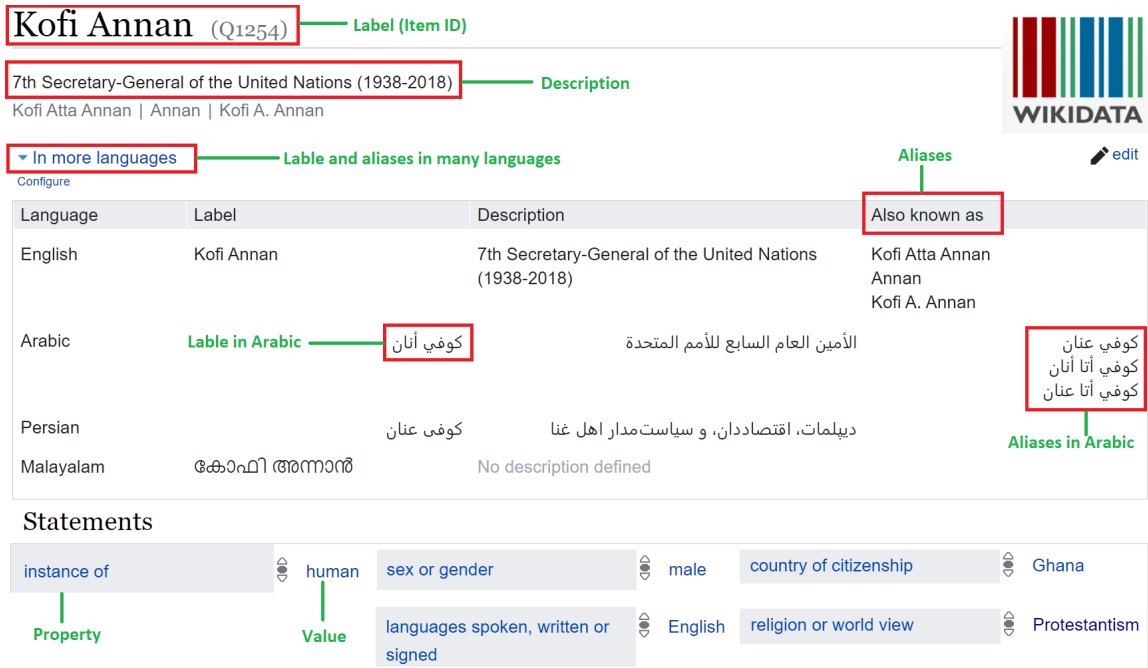 Kofi Annan (Q1254)
Label (Item ID)
7th Secretary-General of the United Nations (1938-2018)
Description
Kofi Atta Annan | Annan | Kofi A. Annan
WIKIDATA
In more languages
Lable and aliases in many languages
Aliases
edit
Configure
Language Label Description Also known as
English Kofi Annan 7th Secretary-General of the United Nations Kofi Atta Annan
(1938-2018) Annan
Kofi A. Annan
Arabic Lable in Arabic كوفي أنان الأمين العام السابع للأمم المتحدة كوفي عنان
كوفي أتا أنان
كوفي أتا عنان
Persian کوفی عنان دیپلمات، اقتصاددان، و سیاست‌مدار اهل غنا
Aliases in Arabic
Malayalam കോഫി അന്നാൻ No description defined
Statements
instance of human sex or gender male country of citizenship Ghana
Property Value languages spoken, written or English religion or world view Protestantism
signed